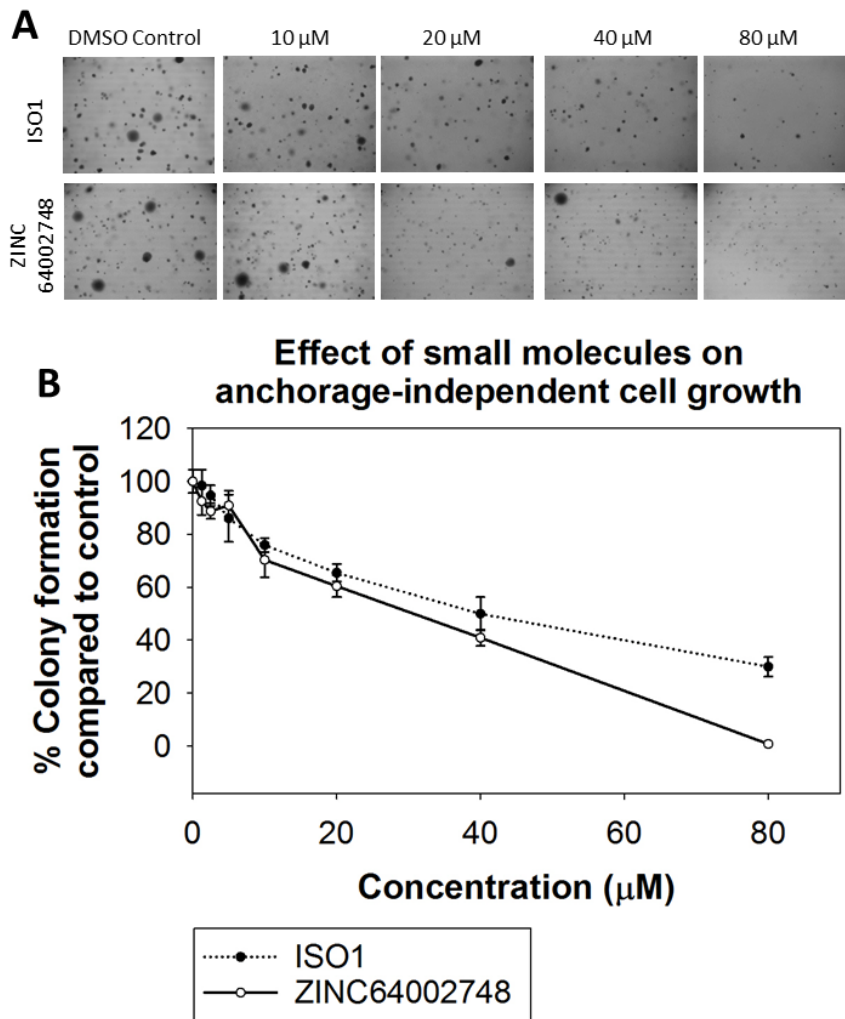 A
DMSO Control 10 µM 20 µM 40 µM 80 µM
ISO1
ZINC
64002748
B
Effect of small molecules on
anchorage-independent cell growth
% Colony formation
compared to control
120
100
80
60
40
20
0
0 20 40 60 80
Concentration (µM)
ISO1
ZINC64002748